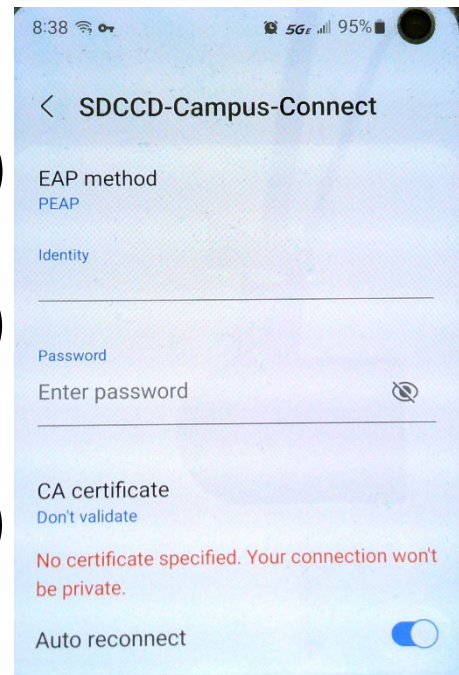 8:38 5GE 95%
SDCCD-Campus-Connect
EAP method
PEAP
Identity
Password
Enter password
CA certificate
Don't validate
No certificate specified. Your connection won't
be private.
Auto reconnect